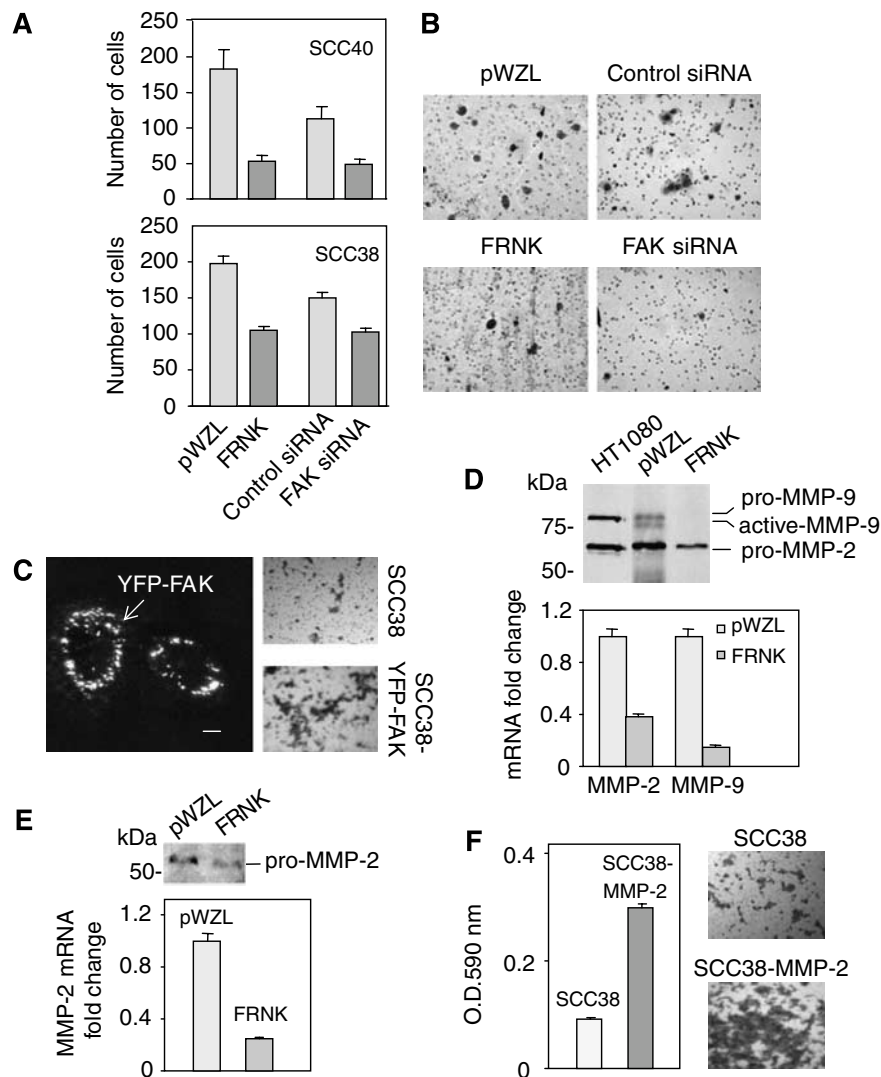 A
250
200
150
100
50
0
Number of cells
SCC40
250
200
150
100
50
0
Number of cells
SCC38
pWZL
FRNK
Control siRNA
FAK siRNA
B
pWZL
Control siRNA
FRNK
FAK siRNA
C
YFP-FAK
SCC38
SCC38-
YFP-FAK
D
HT1080
pWZL
FRNK
kDa
75-
50-
pro-MMP-9
active-MMP-9
pro-MMP-2
1.2
0.8
0.4
0
mRNA fold change
pWZL
FRNK
MMP-2
MMP-9
E
pWZL
FRNK
kDa
50-
pro-MMP-2
1.2
0.8
0.4
0
MMP-2 mRNA
fold change
pWZL
FRNK
F
0.4
0.2
0
O.D.590 nm
SCC38
SCC38-
MMP-2
SCC38
SCC38-MMP-2